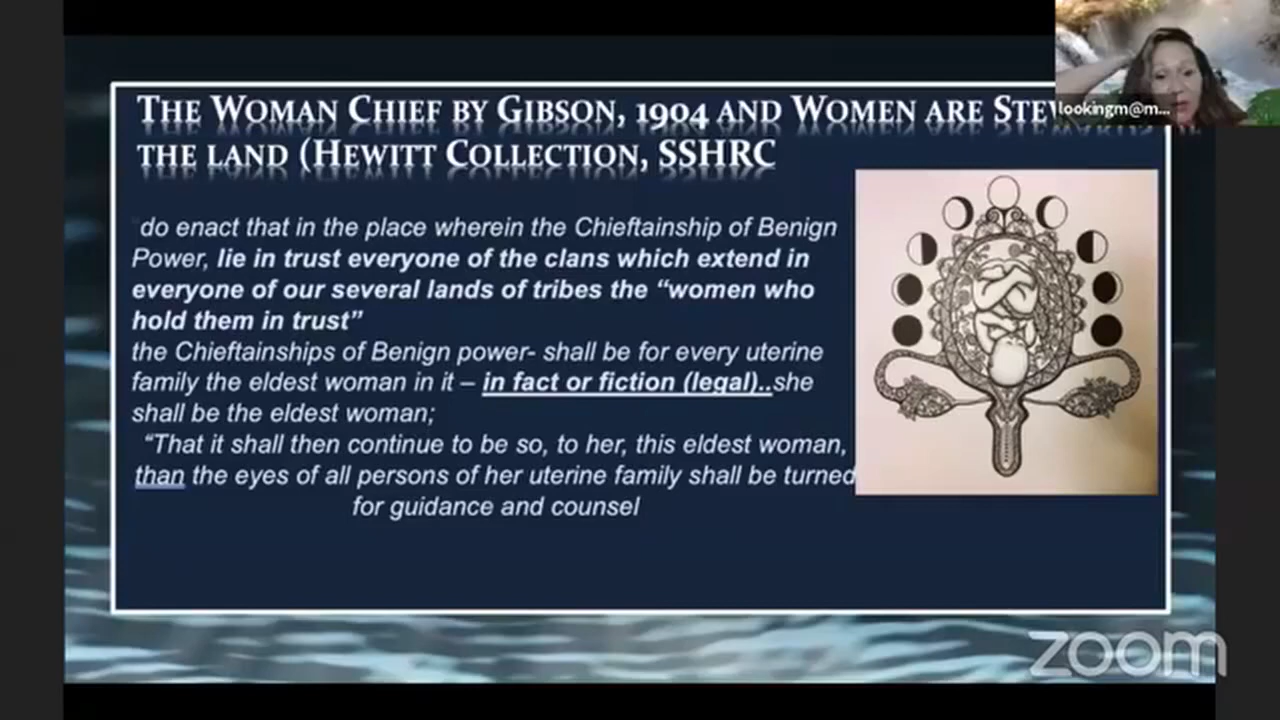 THE WOMAN CHIEF BY GIBSON, 1904 AND WOMEN ARE
THE LAND (HEWITT COLLECTION, SSHRC
lookingm@m...
do enact that in the place wherein the Chieftainship of Benign
Power, lie in trust everyone of the clans which extend in
everyone of our several lands of tribes the “women who
hold them in trust”
the Chieftainships of Benign power- shall be for every uterine
family the eldest woman in it – in fact or fiction (legal)..she
shall be the eldest woman;
“That it shall then continue to be so, to her, this eldest woman,
than the eyes of all persons of her uterine family shall be turned
for guidance and counsel
zoom